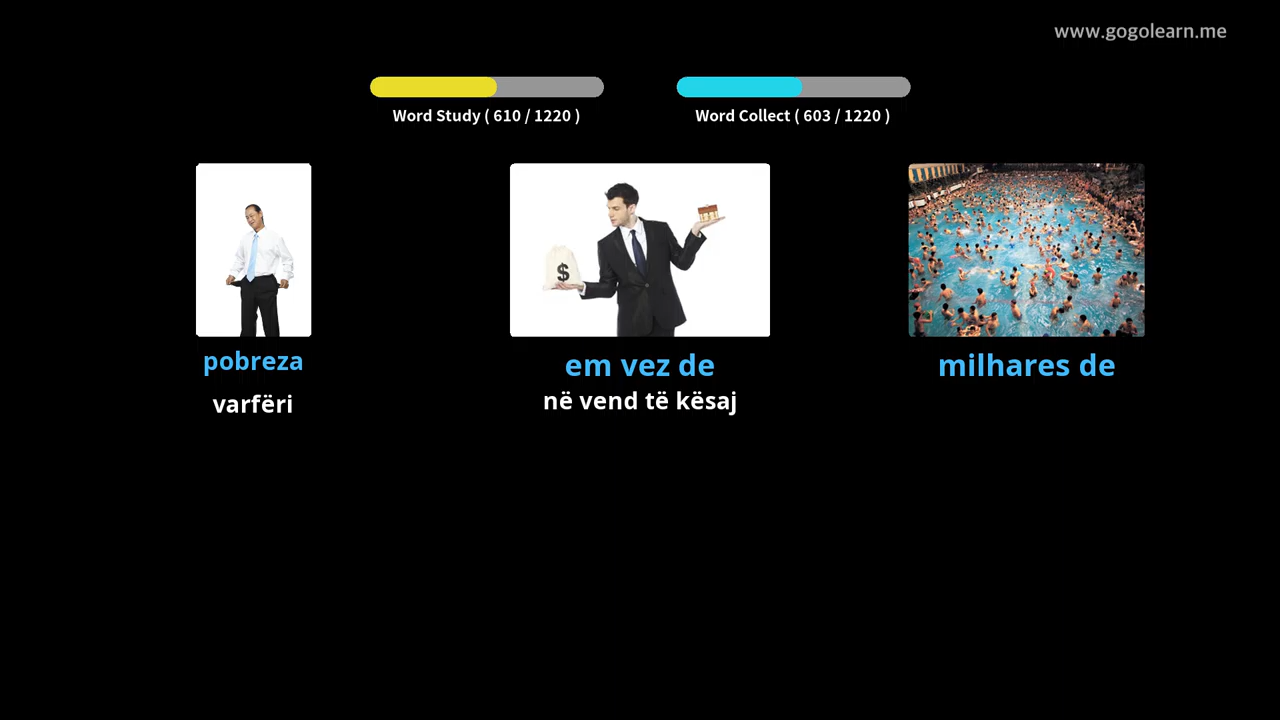 www.gogolearn.me
Word Study ( 610 / 1220 )
Word Collect ( 603 / 1220 )
$
pobreza
em vez de
milhares de
varfëri
në vend të kësaj